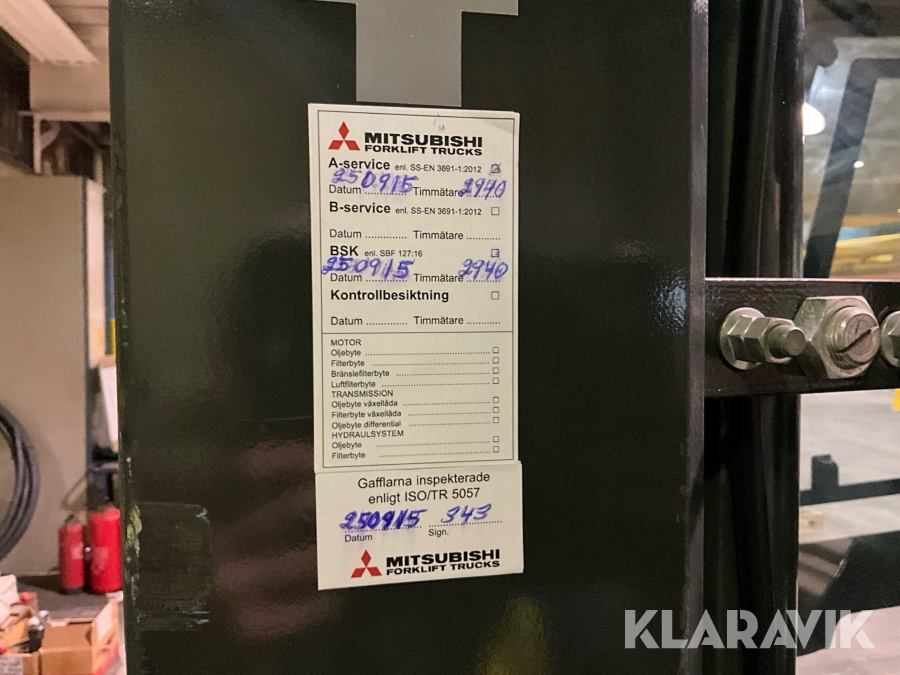 MITSUBISHI
FORKLIFT TRUCKS
A-service enl. SS-EN 3691-1:2012
250915 2940
Datum Timmätare
B-service enl. SS-EN 3691-1:2012
Datum .............. Timmätare ............
BSK enl. SBF 127:16
250915 2940
Datum Timmätare
Kontrollbesiktning
Datum .............. Timmätare ............
MOTOR
Oljebyte
Filterbyte
Bränslefilterbyte
Luftfilterbyte
TRANSMISSION
Oljebyte växellåda
Filterbyte växellåda
Oljebyte differential
HYDRAULSYSTEM
Oljebyte
Filterbyte
Gafflarna inspekterade
enligt ISO/TR 5057
250915 343
Datum Sign.
MITSUBISHI
FORKLIFT TRUCKS
KLARAVIK